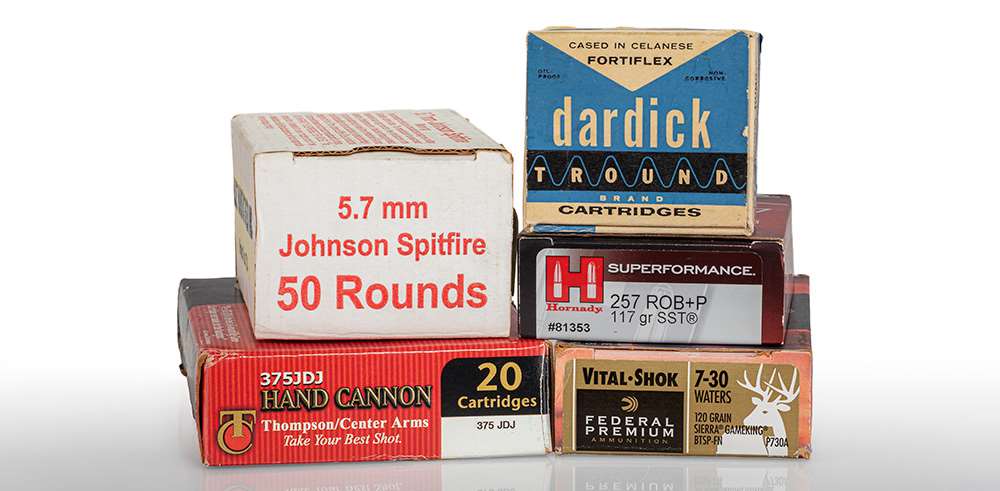 CASED IN CELANESE
FORTIFLEX
OIL-
PROOF
NON-
CORROSIVE
dardick
TROUND
BRAND
CARTRIDGES
5.7 mm
Johnson Spitfire
50 Rounds
H
Hornady
SUPERFORMANCE.
257 ROB+P
117 gr SST®
#81353
375JDJ
HAND CANNON
Thompson/Center Arms
Take Your Best Shot.
TC
20
Cartridges
375 JDJ
VITAL·SHOK
FEDERAL
PREMIUM
AMMUNITION
7-30
WATERS
120 GRAIN
SIERRA® GAMEKING®
BTSP-FN
P730A